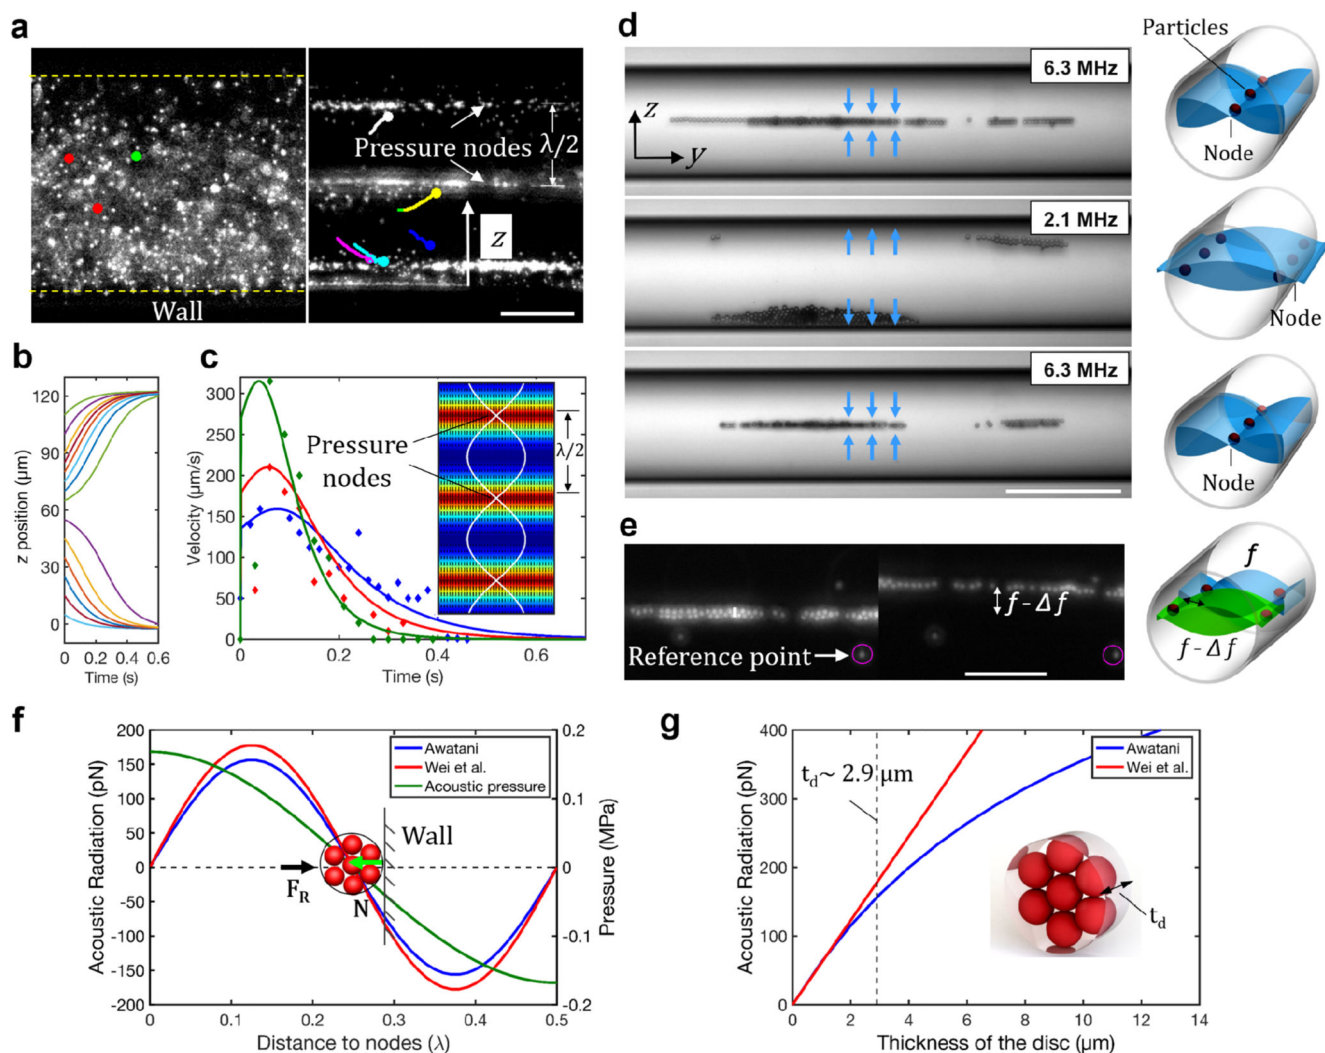 a
Wall
Pressure nodes
λ/2
z
b
z position (µm)
120
90
60
30
0
0 0.2 0.4 0.6
Time (s)
c
Velocity (µm/s)
300
250
200
150
100
50
0
0 0.2 0.4 0.6
Time (s)
Pressure
nodes
λ/2
d
z
y
6.3 MHz
2.1 MHz
6.3 MHz
Particles
Node
Node
Node
e
Reference point
f - Δf
f
f - Δf
f
Acoustic Radiation (pN)
200
150
100
50
0
-50
-100
-150
-200
0 0.1 0.2 0.3 0.4 0.5
Distance to nodes (λ)
0.2
0.1
0
-0.1
-0.2
Pressure (MPa)
Awatani
Wei et al.
Acoustic pressure
Wall
F_R
N
g
Acoustic Radiation (pN)
400
300
200
100
0
0 2 4 6 8 10 12 14
Thickness of the disc (µm)
t_d~ 2.9 µm
Awatani
Wei et al.
t_d